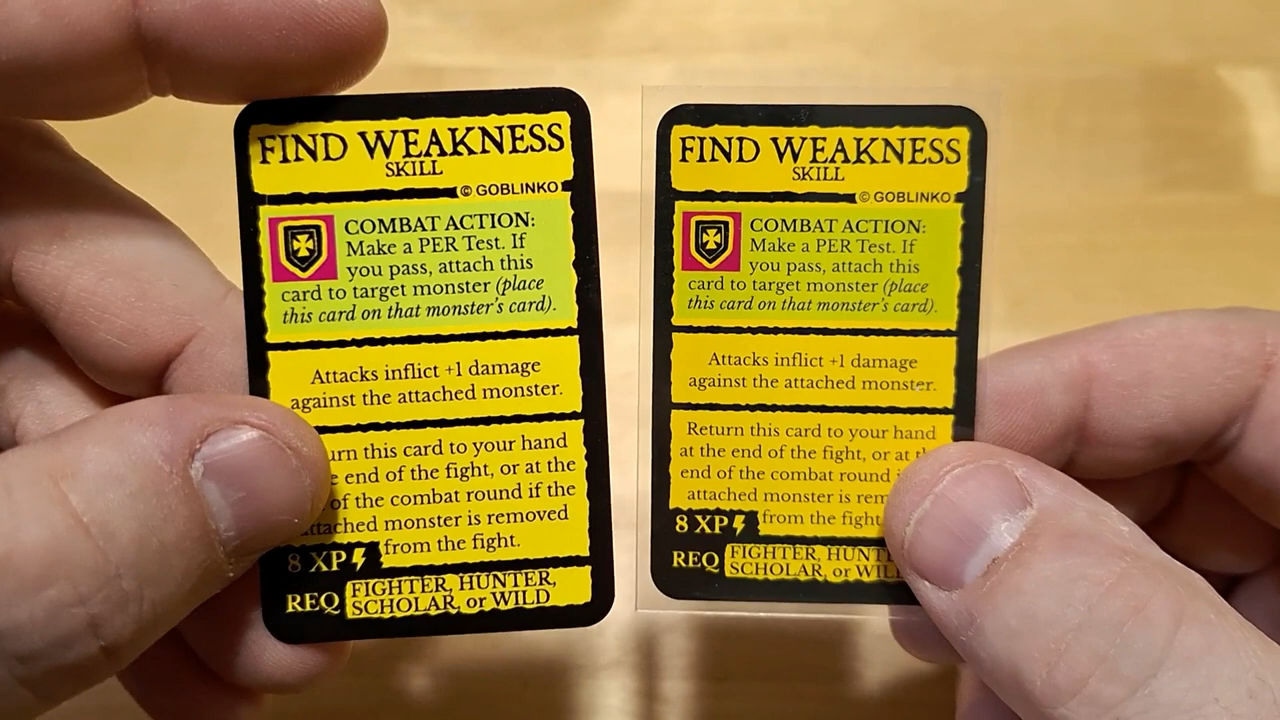 FIND WEAKNESS
SKILL
© GOBLINKO
COMBAT ACTION:
Make a PER Test. If
you pass, attach this
card to target monster (place
this card on that monster's card).
Attacks inflict +1 damage
against the attached monster.
this card to your hand
end of the fight, or at the
of the combat round if the
attached monster is removed
from the fight.
8 XP
REQ FIGHTER, HUNTER,
SCHOLAR, or WILD
FIND WEAKNESS
SKILL
© GOBLINKO
COMBAT ACTION:
Make a PER Test. If
you pass, attach this
card to target monster (place
this card on that monster's card).
Attacks inflict +1 damage
against the attached monster.
Return this card to your hand
at the end of the fight, or at
end of the combat round
attached monster is
from the fight
8 XP
REQ FIGHTER,
SCHOLAR, or